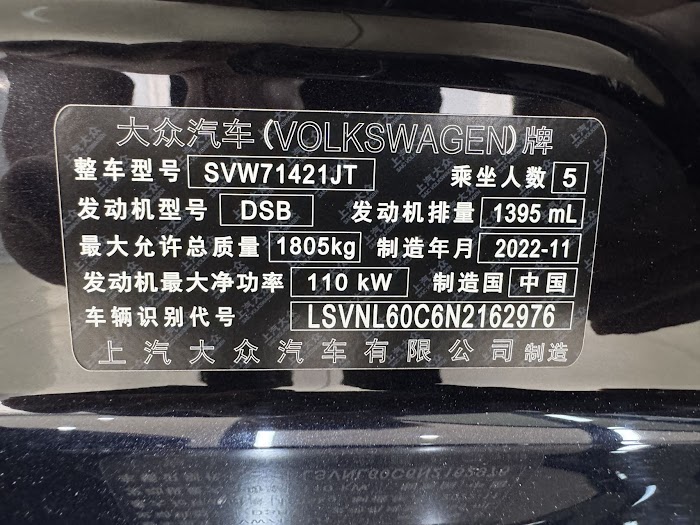 大众汽车(VOLKSWAGEN)牌
整车型号 SVW71421JT 乘坐人数 5
发动机型号 DSB 发动机排量 1395 mL
最大允许总质量 1805kg 制造年月 2022-11
发动机最大净功率 110 kW 制造国 中国
车辆识别代号 LSVNL60C6N2162976
上汽大众汽车有限公司 制造